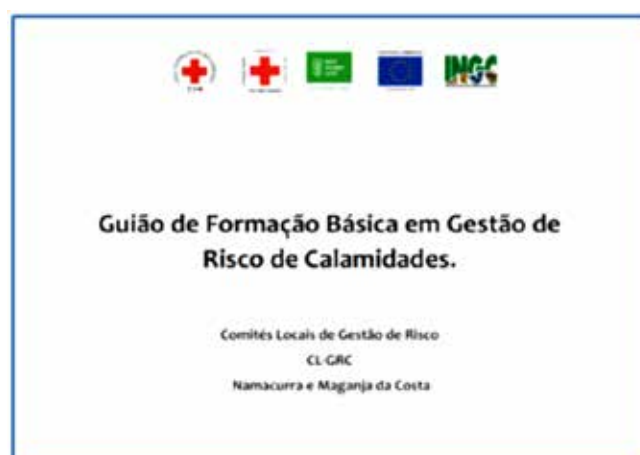 INGC
Guião de Formação Básica em Gestão de
Risco de Calamidades.
Comités Locais de Gestão de Risco
CL-GRC
Namacurra e Maganja da Costa